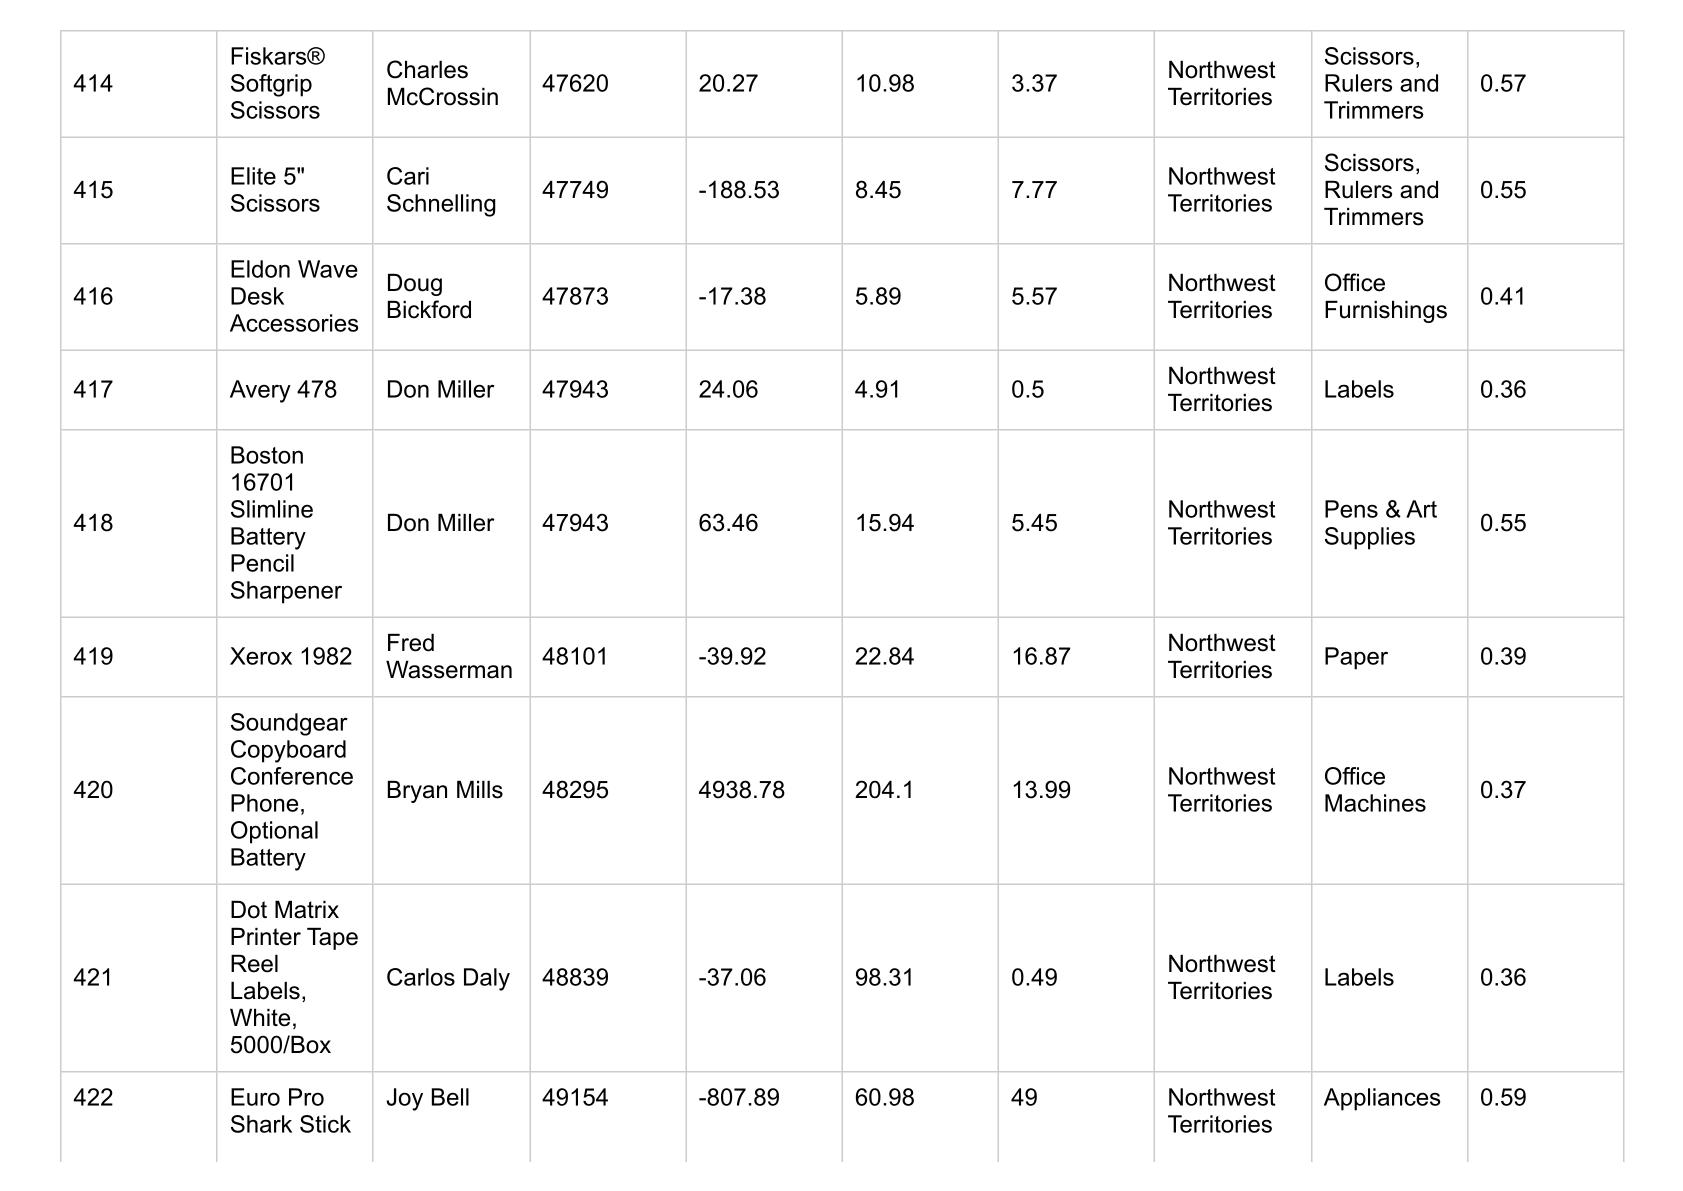 414 Fiskars® Softgrip Scissors Charles McCrossin 47620 20.27 10.98 3.37 Northwest Territories Scissors, Rulers and Trimmers 0.57
415 Elite 5" Scissors Cari Schnelling 47749 -188.53 8.45 7.77 Northwest Territories Scissors, Rulers and Trimmers 0.55
416 Eldon Wave Desk Accessories Doug Bickford 47873 -17.38 5.89 5.57 Northwest Territories Office Furnishings 0.41
417 Avery 478 Don Miller 47943 24.06 4.91 0.5 Northwest Territories Labels 0.36
418 Boston 16701 Slimline Battery Pencil Sharpener Don Miller 47943 63.46 15.94 5.45 Northwest Territories Pens & Art Supplies 0.55
419 Xerox 1982 Fred Wasserman 48101 -39.92 22.84 16.87 Northwest Territories Paper 0.39
420 Soundgear Copyboard Conference Phone, Optional Battery Bryan Mills 48295 4938.78 204.1 13.99 Northwest Territories Office Machines 0.37
421 Dot Matrix Printer Tape Reel Labels, White, 5000/Box Carlos Daly 48839 -37.06 98.31 0.49 Northwest Territories Labels 0.36
422 Euro Pro Shark Stick Joy Bell 49154 -807.89 60.98 49 Northwest Territories Appliances 0.59